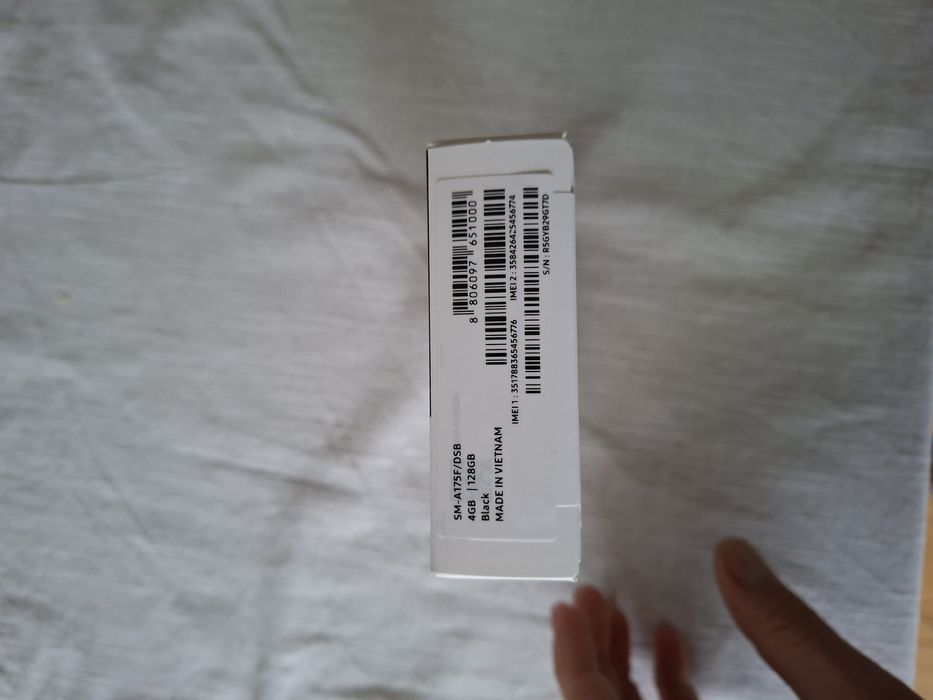 SM-A175F/DSB
4GB | 128GB
Black
MADE IN VIETNAM
8 806097 651000
IMEI 1 : 351788365456776
IMEI 2 : 358426425456774
S/N : R5GYB29GT7D